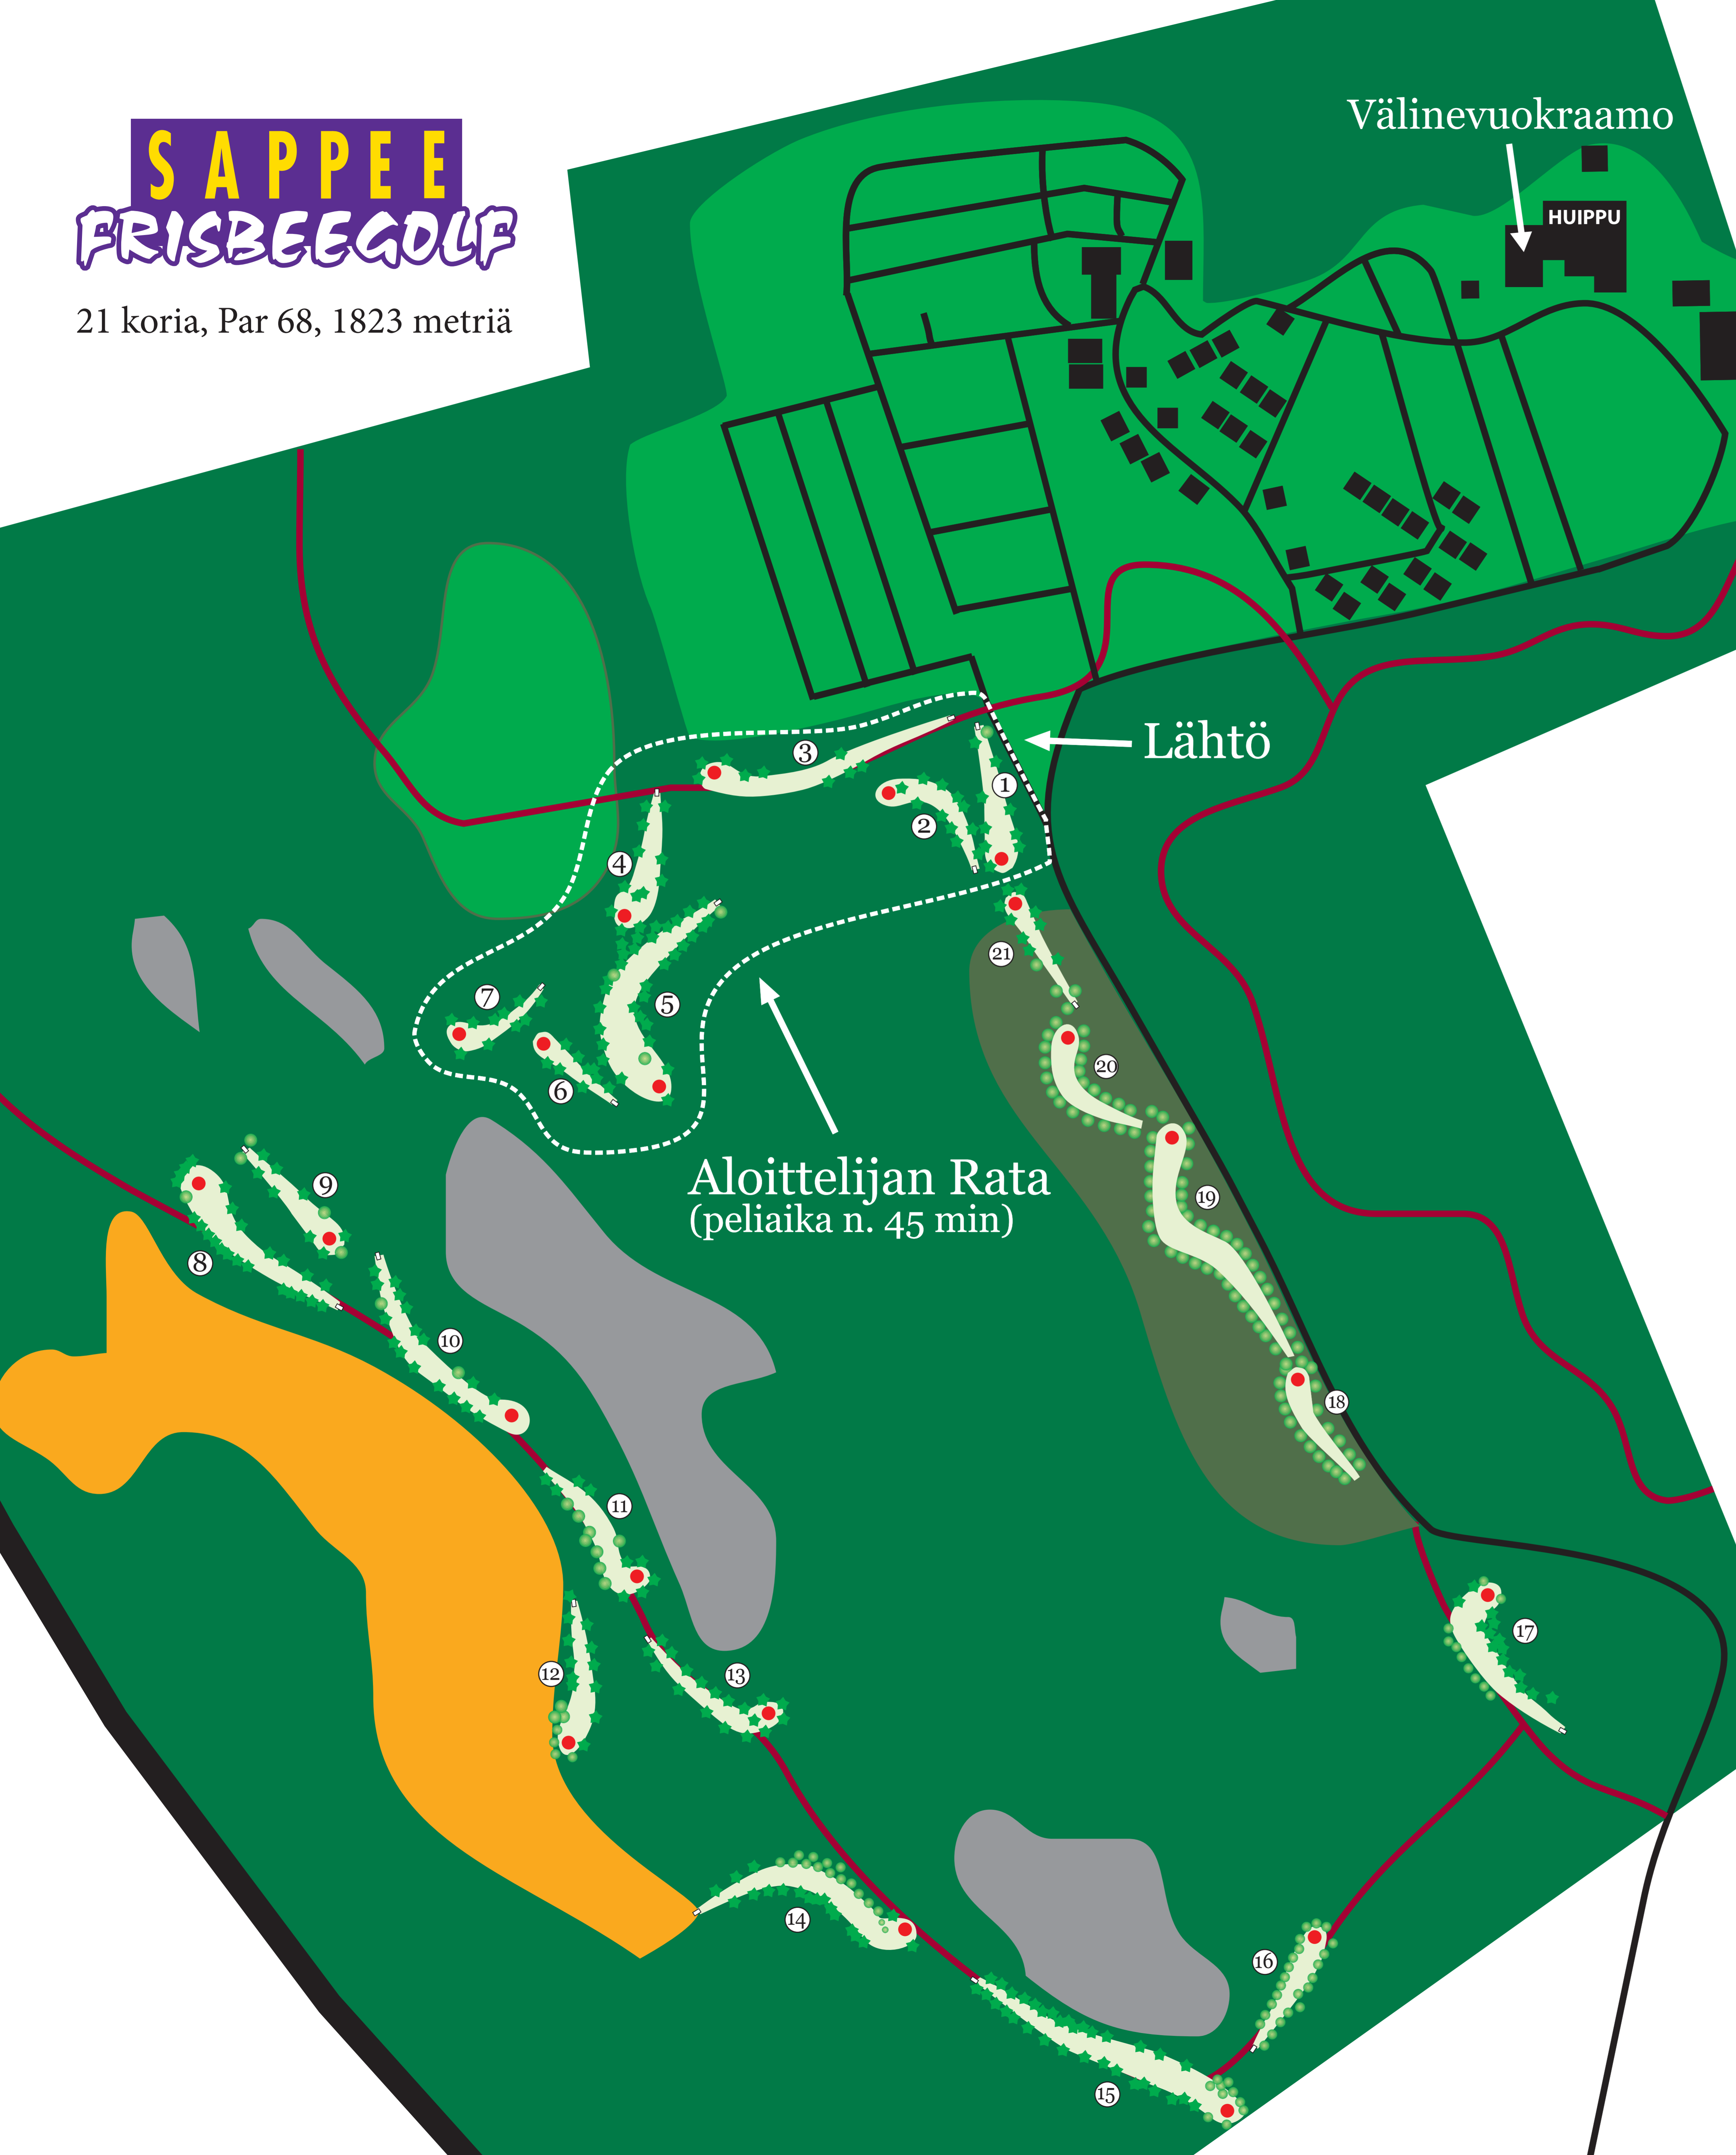 SAPPEE
FRISBEEGOLF
21 koria, Par 68, 1823 metriä
Välinevuokraamo
HUIPPU
Lähtö
3
1
2
4
21
7
5
6
20
Aloittelijan Rata
(peliaika n. 45 min)
9
19
8
10
18
11
17
12
13
14
16
15